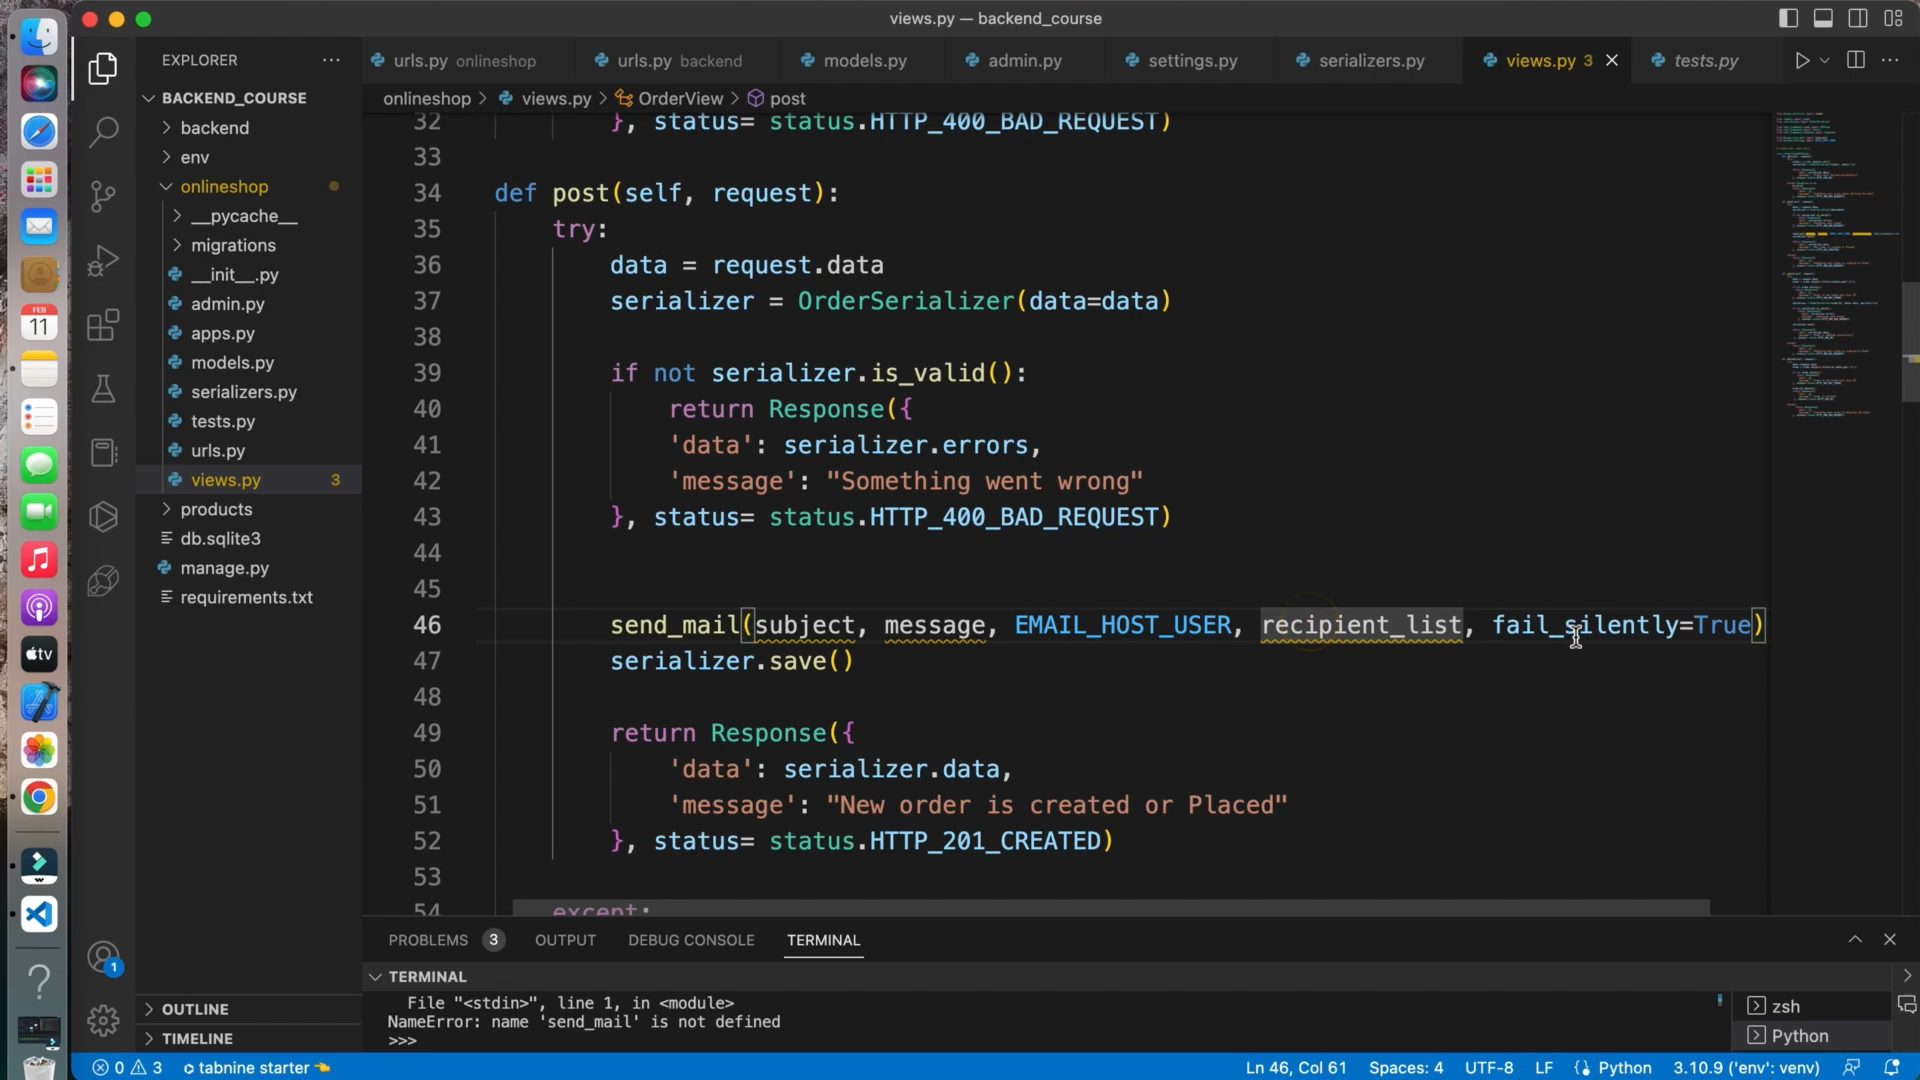 views.py — backend_course
EXPLORER
urls.py onlineshop
urls.py backend
models.py
admin.py
settings.py
serializers.py
views.py 3
tests.py
BACKEND_COURSE
onlineshop > views.py > OrderView > post
backend
env
onlineshop
__pycache__
migrations
__init__.py
admin.py
apps.py
models.py
serializers.py
tests.py
urls.py
views.py 3
products
db.sqlite3
manage.py
requirements.txt
OUTLINE
TIMELINE
FEB
11
tv
1
32 }, status= status.HTTP_400_BAD_REQUEST)
33
34 def post(self, request):
35 try:
36 data = request.data
37 serializer = OrderSerializer(data=data)
38
39 if not serializer.is_valid():
40 return Response({
41 'data': serializer.errors,
42 'message': "Something went wrong"
43 }, status= status.HTTP_400_BAD_REQUEST)
44
45
46 send_mail(subject, message, EMAIL_HOST_USER, recipient_list, fail_silently=True)
47 serializer.save()
48
49 return Response({
50 'data': serializer.data,
51 'message': "New order is created or Placed"
52 }, status= status.HTTP_201_CREATED)
53
54 except:
PROBLEMS 3 OUTPUT DEBUG CONSOLE TERMINAL
TERMINAL
File "<stdin>", line 1, in <module>
NameError: name 'send_mail' is not defined
>>>
zsh
Python
0 3 tabnine starter
Ln 46, Col 61 Spaces: 4 UTF-8 LF Python 3.10.9 ('env': venv)